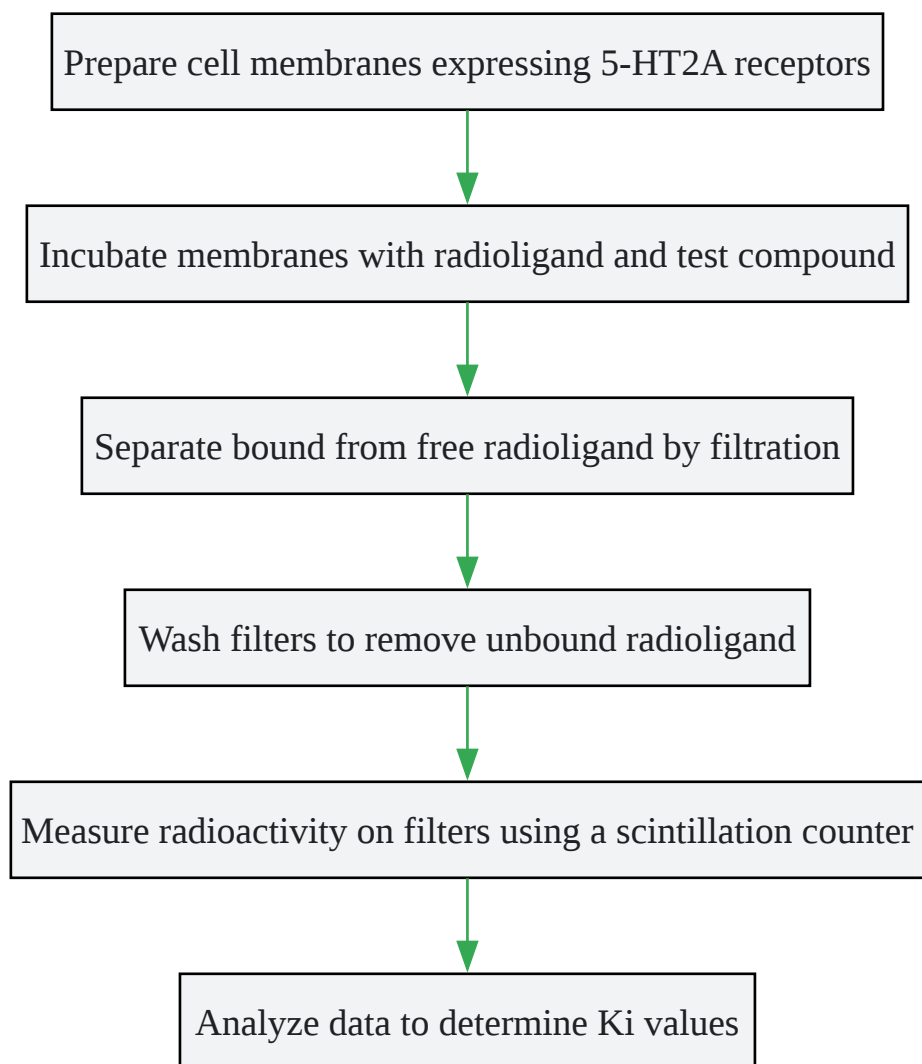 Prepare cell membranes expressing 5-HT2A receptors
Incubate membranes with radioligand and test compound
Separate bound from free radioligand by filtration
Wash filters to remove unbound radioligand
Measure radioactivity on filters using a scintillation counter
Analyze data to determine Ki values